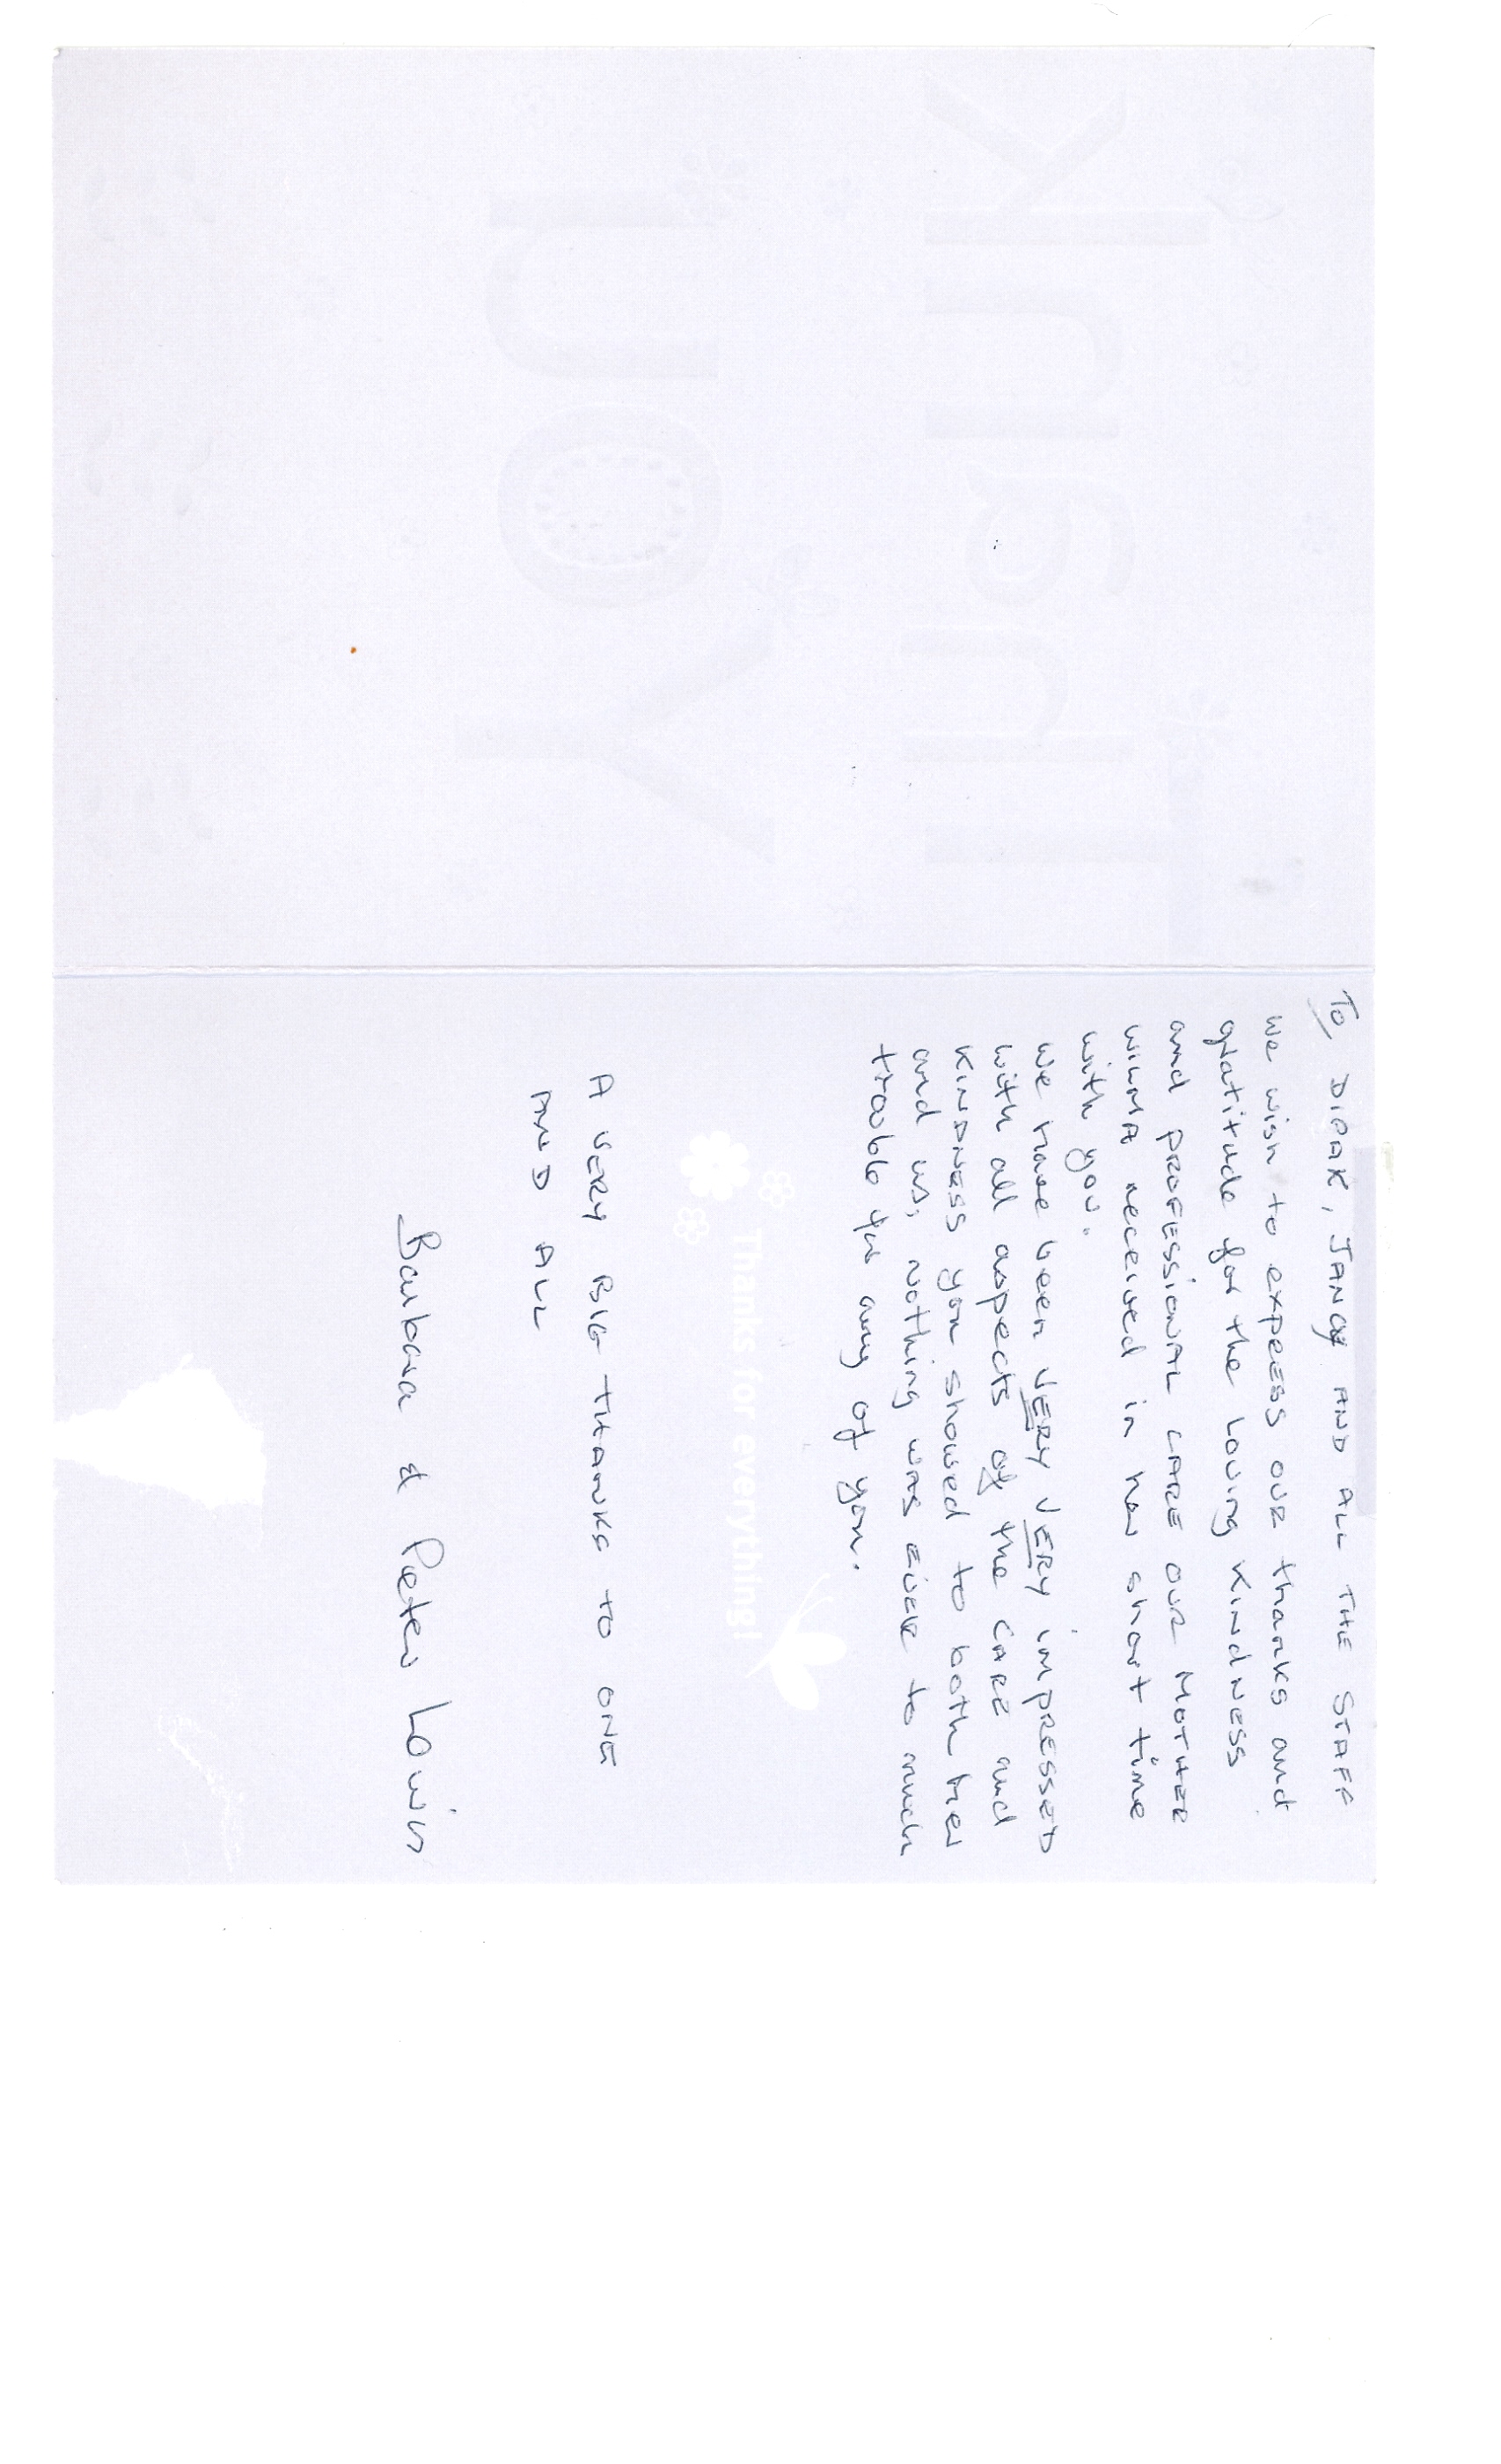 To DIPAK, JANCY AND ALL THE STAFF
We wish to express our thanks and
gratitude for the loving KINDNESS
and PROFESSIONAL CARE OUR MOTHER
WILMA received in her short time
with you.
We have been VERY VERY IMPRESSED
with all aspects of the CARE and
KINDNESS you showed to both her
and us, nothing was EVER to much
trouble for any of you.
Thanks for everything!
A VERY BIG THANKS TO ONE
AND ALL
Barbara & Peter Lowin
Thank
You